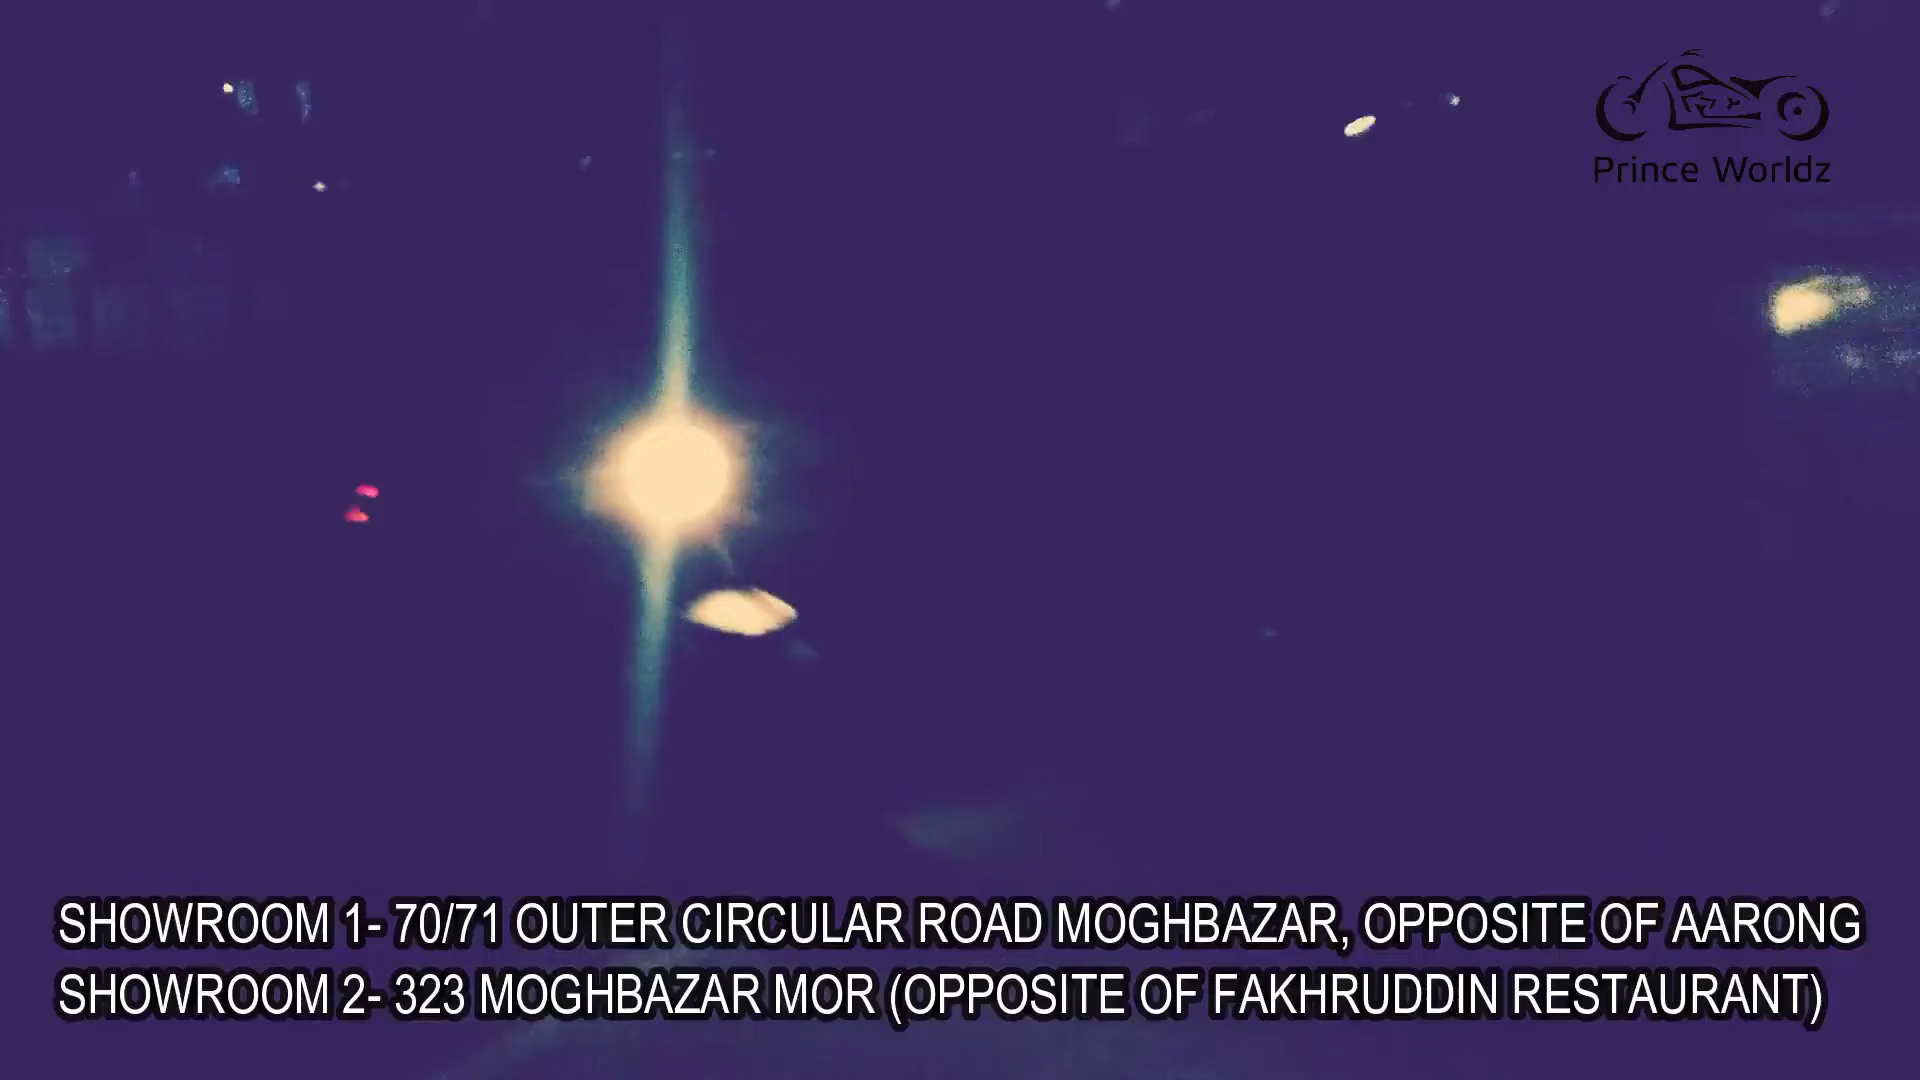 Prince Worldz
SHOWROOM 1- 70/71 OUTER CIRCULAR ROAD MOGHBAZAR, OPPOSITE OF AARONG
SHOWROOM 2- 323 MOGHBAZAR MOR (OPPOSITE OF FAKHRUDDIN RESTAURANT)